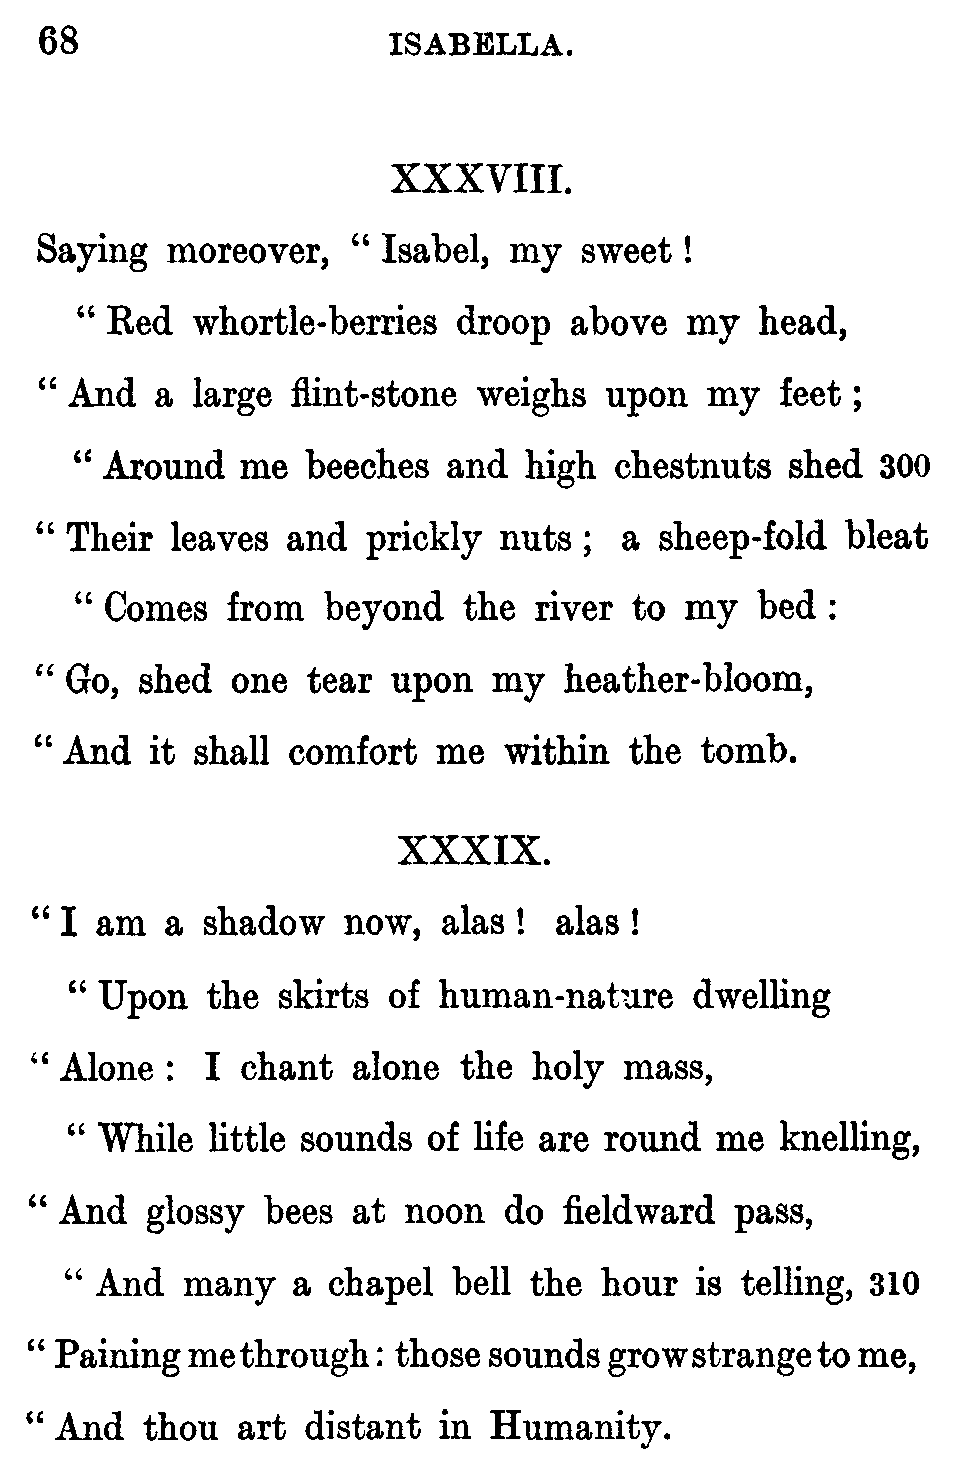 68 ISABELLA.
XXXVIII.
Saying moreover, “ Isabel, my sweet !
“ Red whortle-berries droop above my head,
“ And a large flint-stone weighs upon my feet ;
“ Around me beeches and high chestnuts shed 300
“ Their leaves and prickly nuts ; a sheep-fold bleat
“ Comes from beyond the river to my bed :
“ Go, shed one tear upon my heather-bloom,
“ And it shall comfort me within the tomb.
XXXIX.
“ I am a shadow now, alas ! alas !
“ Upon the skirts of human-nature dwelling
“ Alone : I chant alone the holy mass,
“ While little sounds of life are round me knelling,
“ And glossy bees at noon do fieldward pass,
“ And many a chapel bell the hour is telling, 310
“ Paining me through : those sounds grow strange to me,
“ And thou art distant in Humanity.